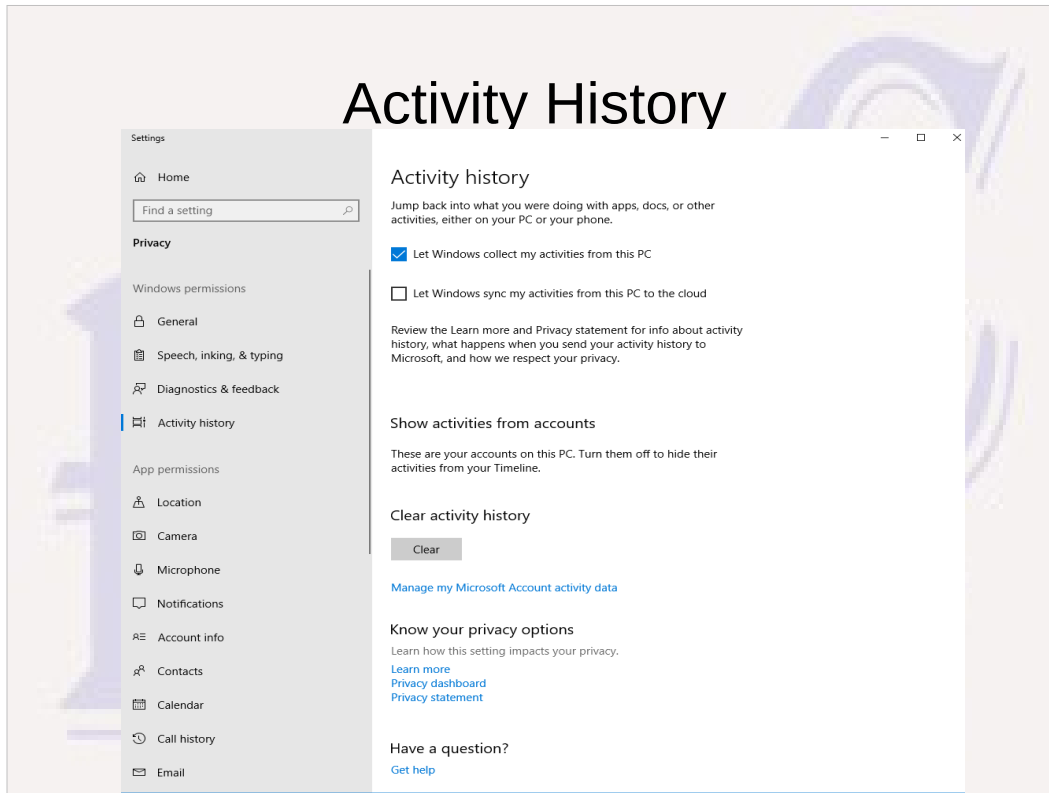 Activity History
Settings
Home
Find a setting
Privacy
Windows permissions
General
Speech, inking, & typing
Diagnostics & feedback
Activity history
App permissions
Location
Camera
Microphone
Notifications
Account info
Contacts
Calendar
Call history
Email
Activity history
Jump back into what you were doing with apps, docs, or other
activities, either on your PC or your phone.
Let Windows collect my activities from this PC
Let Windows sync my activities from this PC to the cloud
Review the Learn more and Privacy statement for info about activity
history, what happens when you send your activity history to
Microsoft, and how we respect your privacy.
Show activities from accounts
These are your accounts on this PC. Turn them off to hide their
activities from your Timeline.
Clear activity history
Clear
Manage my Microsoft Account activity data
Know your privacy options
Learn how this setting impacts your privacy.
Learn more
Privacy dashboard
Privacy statement
Have a question?
Get help